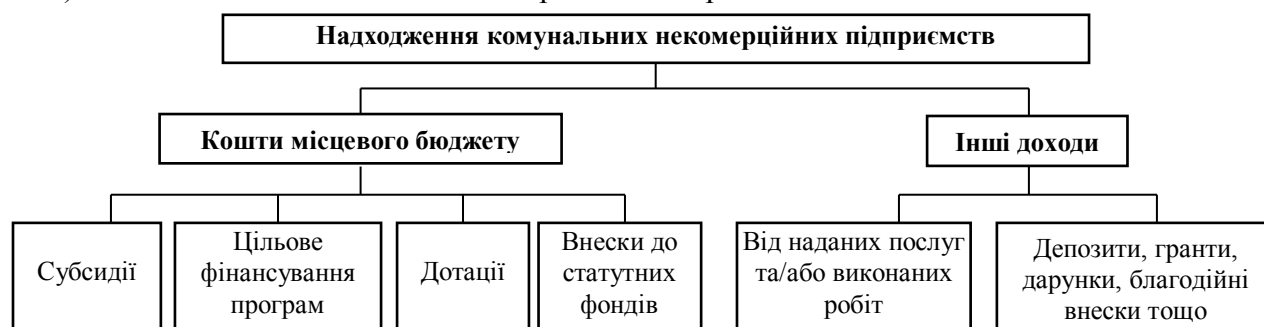 )
Надходження комунальних некомерційних підприємств
Кошти місцевого бюджету
Інші доходи
Субсидії
Цільове
фінансування
програм
Дотації
Внески до
статутних
фондів
Від наданих послуг
та/або виконаних
робіт
Депозити, гранти,
дарунки, благодійні
внески тощо